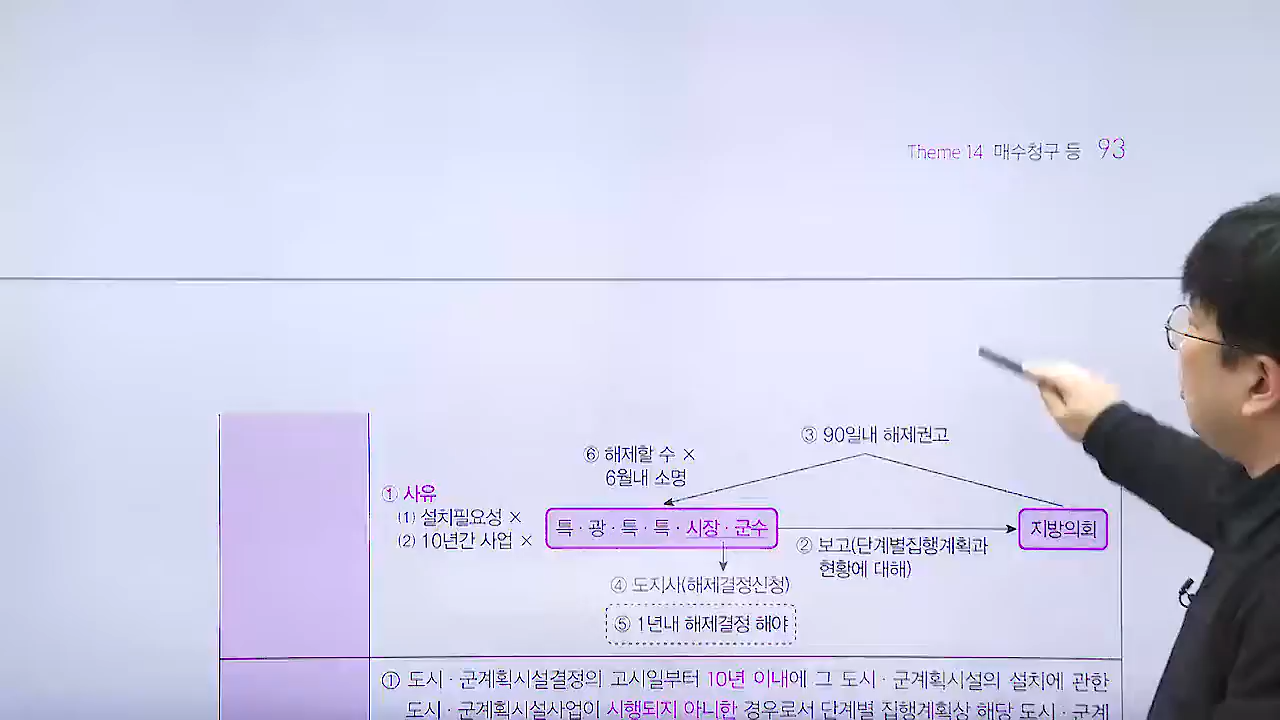 Theme 14 매수청구 등 93
③ 90일내 해제권고
⑥ 해제할 수 ×
6월내 소명
① 사유
(1) 설치필요성 ×
(2) 10년간 사업 ×
특 · 광 · 특 · 특 · 시장 · 군수
지방의회
② 보고(단계별집행계획과
현황에 대해)
④ 도지사(해제결정신청)
⑤ 1년내 해제결정 해야
① 도시 · 군계획시설결정의 고시일부터 10년 이내에 그 도시 · 군계획시설의 설치에 관한
도시 · 군계획시설사업이 시행되지 아니한 경우로서 단계별 집행계획상 해당 도시 · 군계